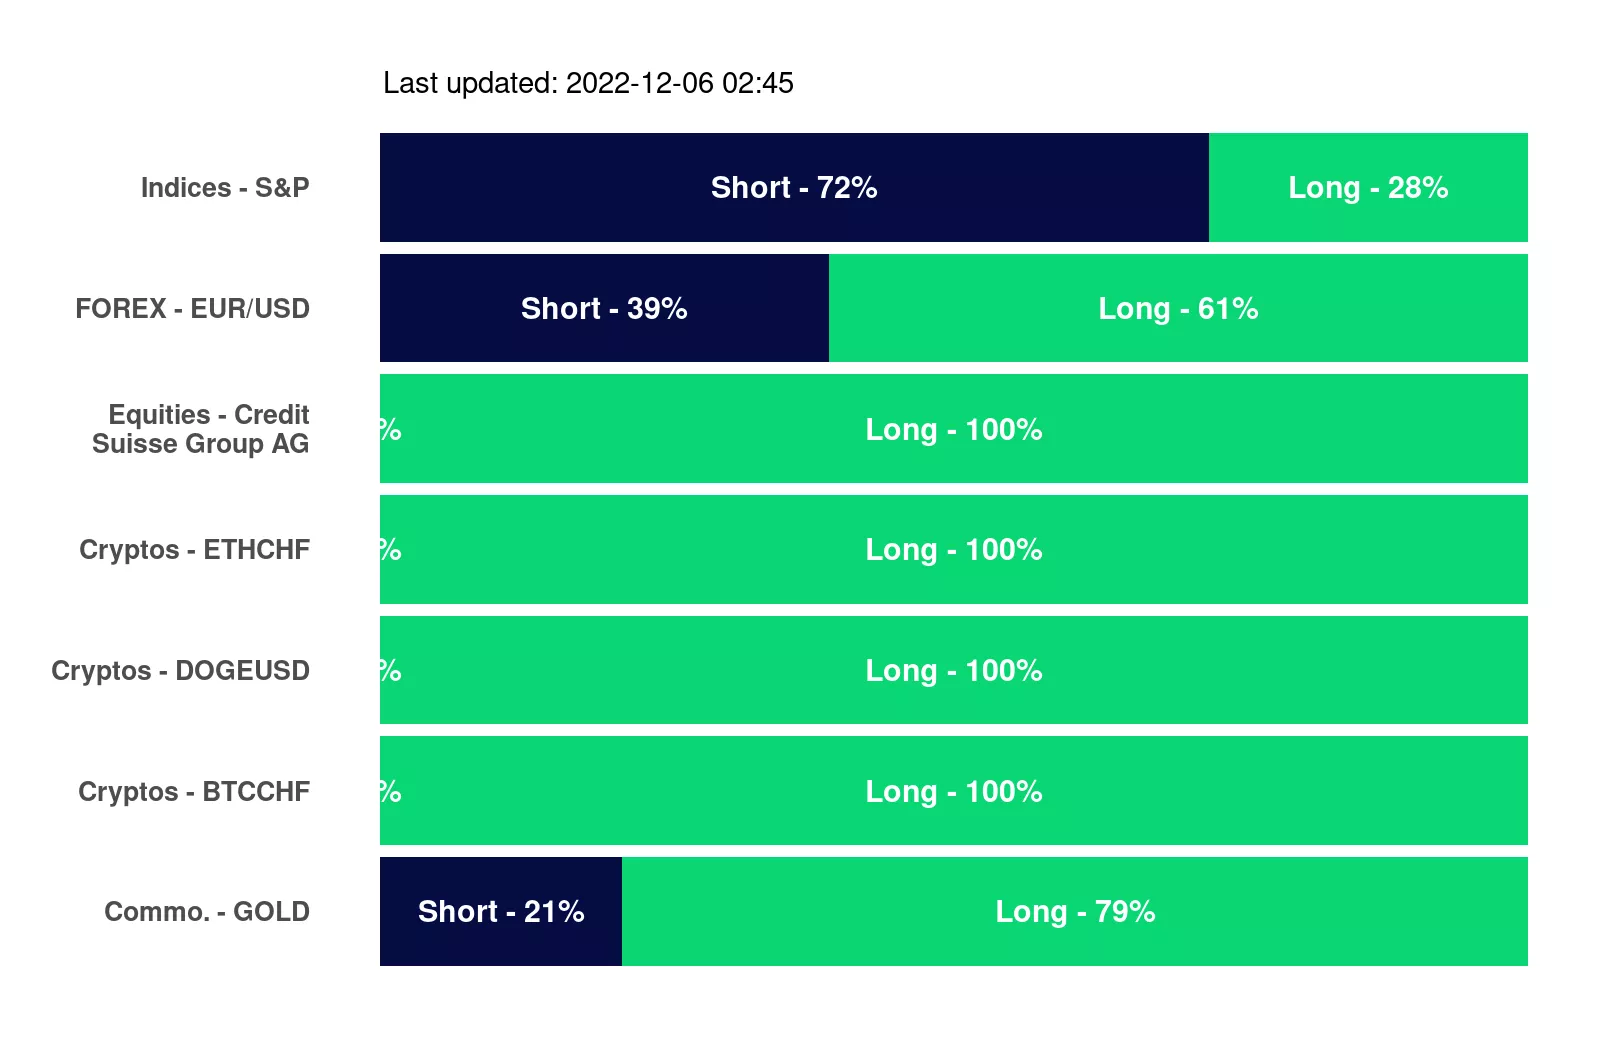 Last updated: 2022-12-06 02:45
Indices - S&P
Short - 72%
Long - 28%
FOREX - EUR/USD
Short - 39%
Long - 61%
Equities - Credit
Suisse Group AG
%
Long - 100%
Cryptos - ETHCHF
%
Long - 100%
Cryptos - DOGEUSD
%
Long - 100%
Cryptos - BTCCHF
%
Long - 100%
Commo. - GOLD
Short - 21%
Long - 79%